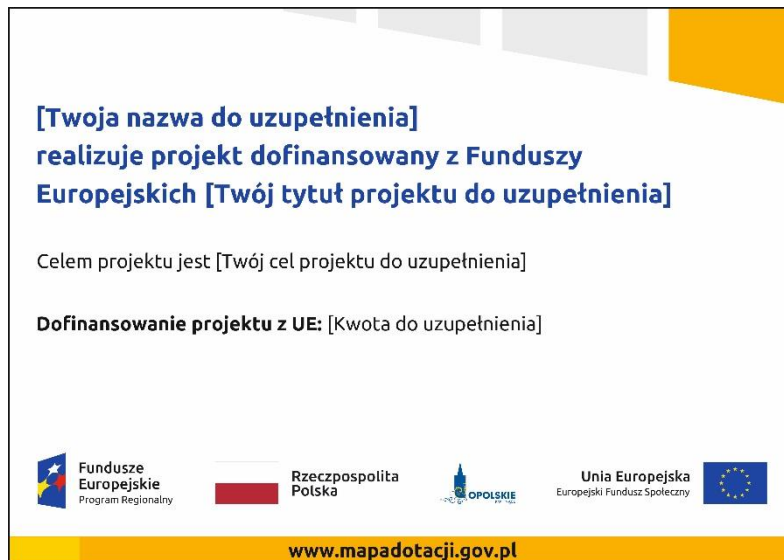 [Twoja nazwa do uzupełnienia]
realizuje projekt dofinansowany z Funduszy
Europejskich [Twój tytuł projektu do uzupełnienia]
Celem projektu jest [Twój cel projektu do uzupełnienia]
Dofinansowanie projektu z UE: [Kwota do uzupełnienia]
Fundusze
Europejskie
Program Regionalny
Rzeczpospolita
Polska
OPOLSKIE
Unia Europejska
Europejski Fundusz Społeczny
www.mapadotacji.gov.pl